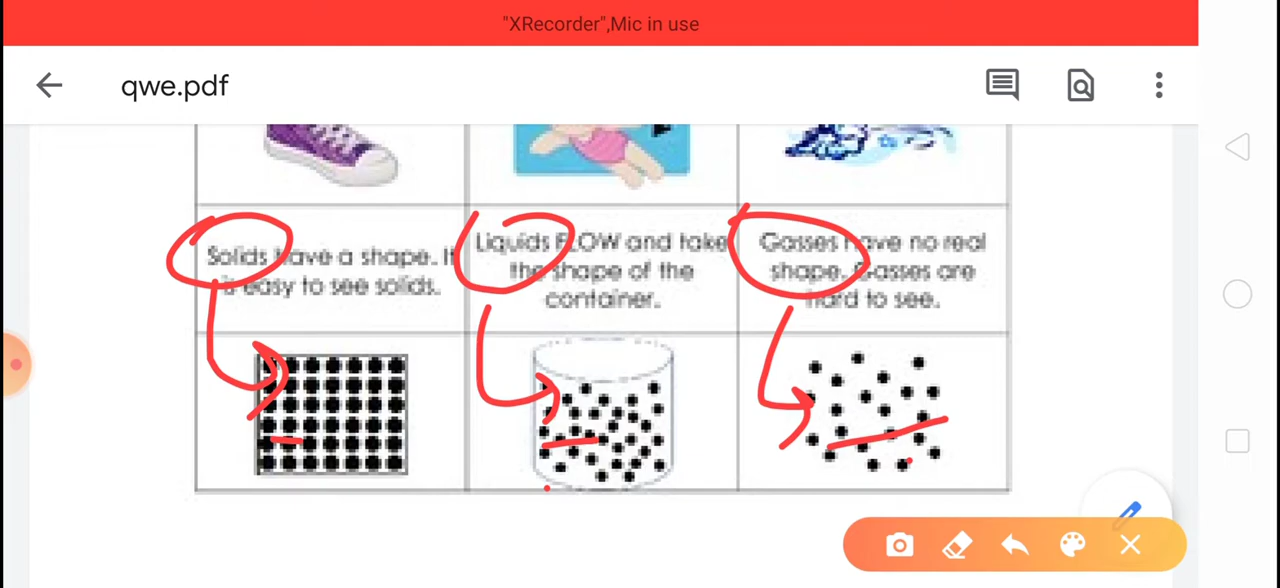 "XRecorder",Mic in use
qwe.pdf
Solids have a shape. It
is easy to see solids.
Liquids FLOW and take
the shape of the
container.
Gasses have no real
shape. Gasses are
hard to see.